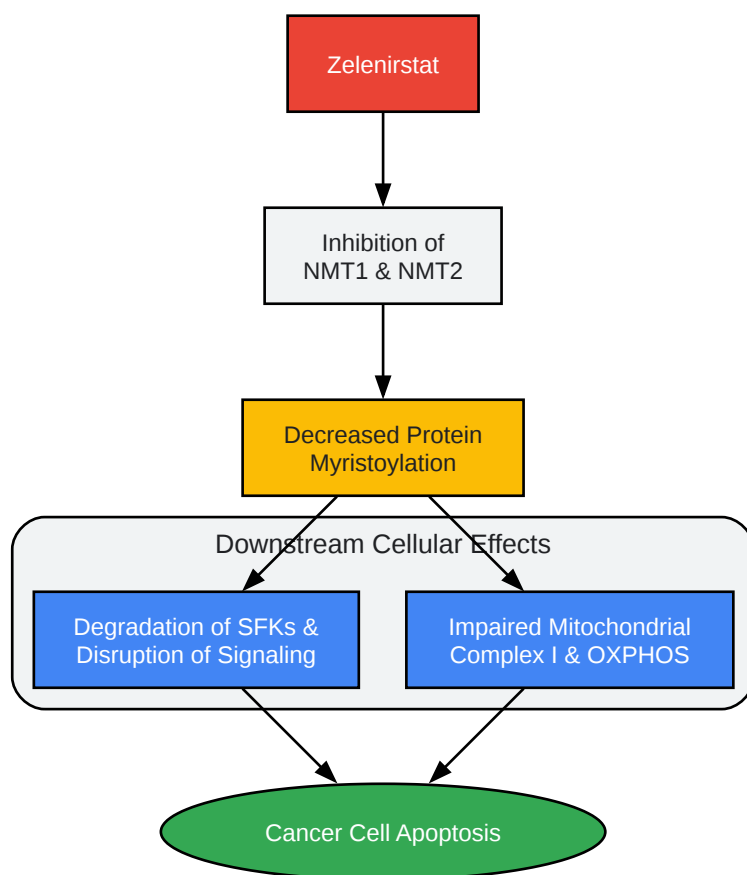 Zelenirstat
Inhibition of
NMT1 & NMT2
Decreased Protein
Myristoylation
Downstream Cellular Effects
Degradation of SFKs &
Disruption of Signaling
Impaired Mitochondrial
Complex I & OXPHOS
Cancer Cell Apoptosis